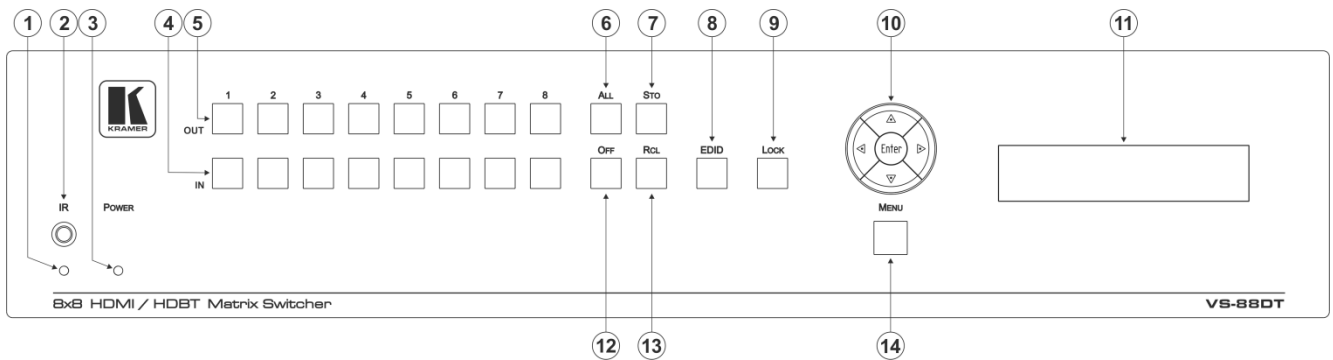 1 2 3 4 5 6 7 8 9 10 11
K
KRAMER
1 2 3 4 5 6 7 8 ALL STO
OUT
OFF RCL EDID LOCK
Enter
IN
IR POWER MENU
8x8 HDMI / HDBT Matrix Switcher VS-88DT
12 13 14